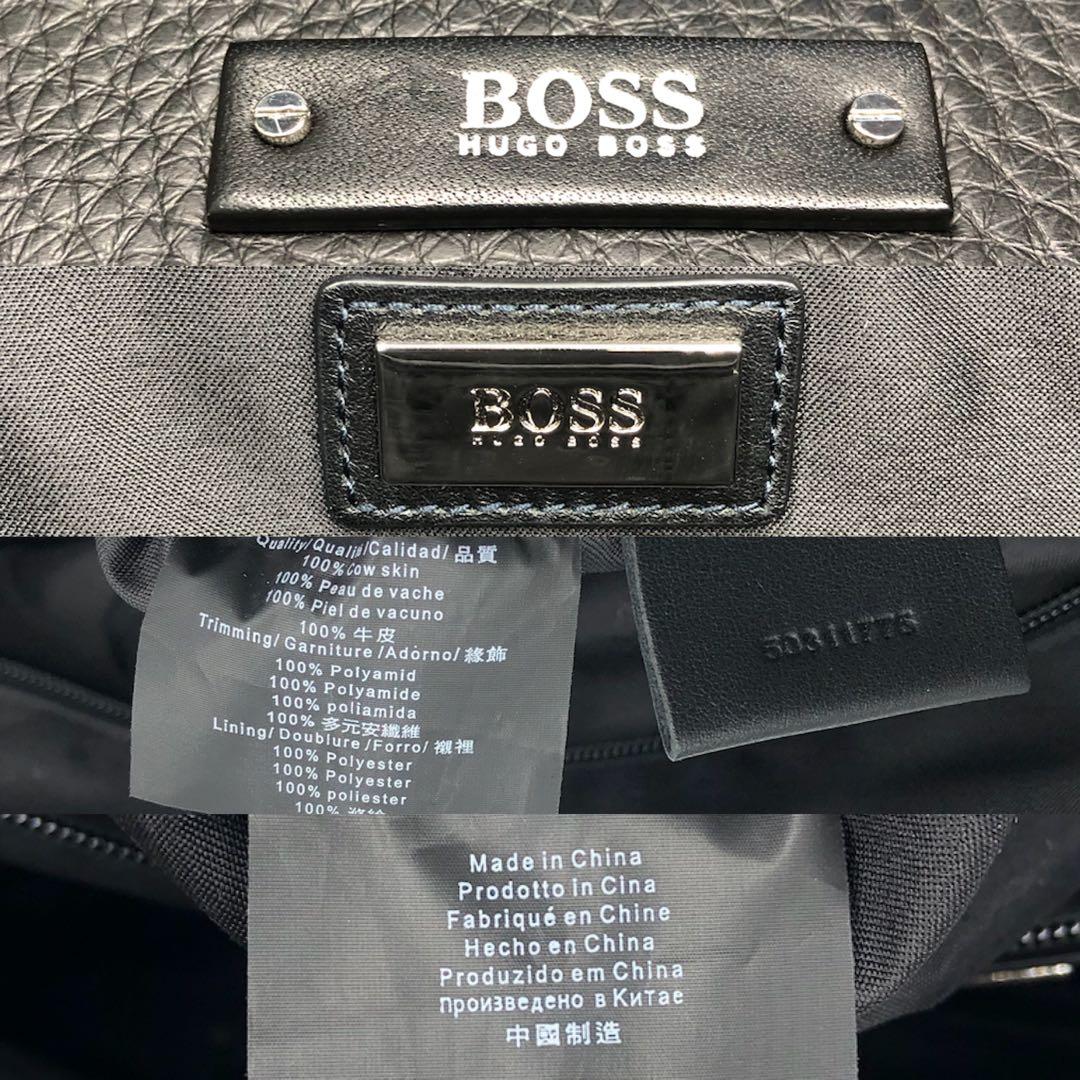 BOSS
HUGO BOSS
BOSS
HUGO BOSS
Quality/Qualité/Calidad/ 品質
100% Cow skin
100% Peau de vache
100% Piel de vacuno
100% 牛皮
Trimming/ Garniture /Adorno/ 緣飾
100% Polyamid
100% Polyamide
100% poliamida
100% 多元安纖維
Lining/ Doublure /Forro/ 襯裡
100% Polyester
100% Polyester
100% poliester
100%
50311775
Made in China
Prodotto in Cina
Fabriqué en Chine
Hecho en China
Produzido em China
произведено в Китае
中國制造